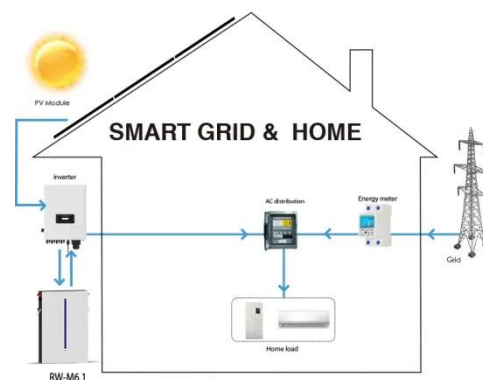 PV Module
SMART GRID & HOME
inverter
AC distribution
Energy meter
Grid
Home load
RW-M6.1